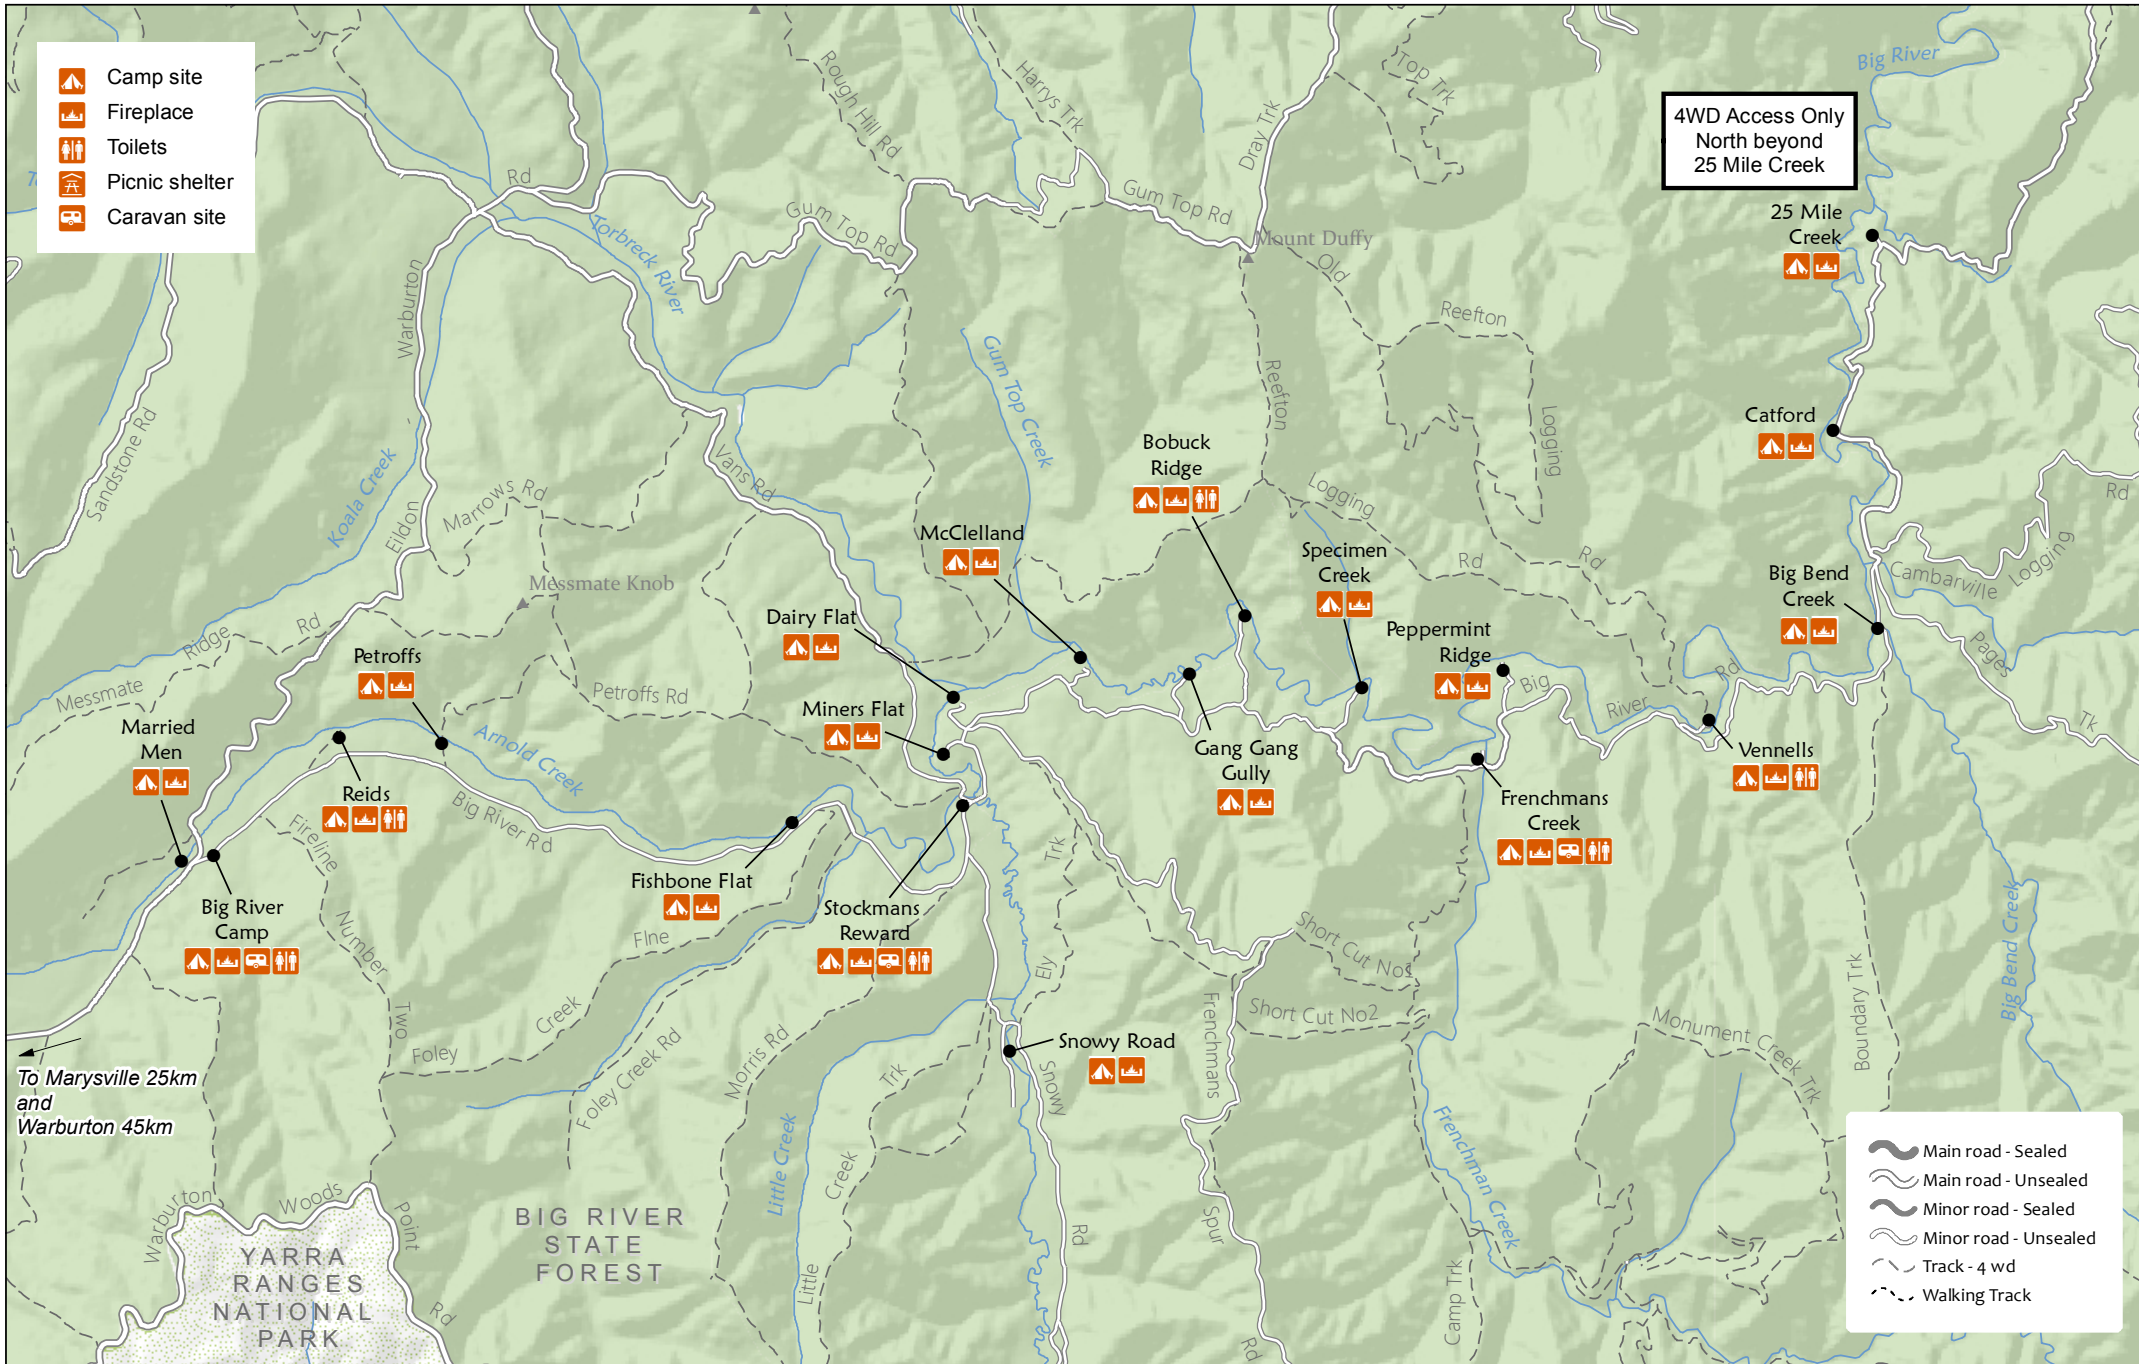 Camp site
Fireplace
Toilets
Picnic shelter
Caravan site
Big River
4WD Access Only
North beyond
25 Mile Creek
25 Mile
Creek
Rough Hill Rd
Harrys Trk
Top Trk
Dray Trk
Rd
Gum Top Rd
Gum Top Rd
Torbreck River
Mount Duffy
Old
Reefton
Logging
Rd
Warburton
Eildon
Reefton
Gum Top Creek
Catford
Sandstone Rd
Koala Creek
Marrows Rd
Vans Rd
Bobuck
Ridge
Logging
Rd
McClelland
Specimen
Creek
Cambarville
Logging
Rd
Messmate Knob
Big Bend
Creek
Dairy Flat
Peppermint
Ridge
Messmate
Ridge
Rd
Petroffs
Petroffs Rd
Pages
Tk
Miners Flat
Big
River
Rd
Married
Men
Arnold Creek
Gang Gang
Gully
Vennells
Reids
Big River Rd
Frenchmans
Creek
Fireline
Number
Two
Fishbone Flat
Stockmans
Reward
Big River
Camp
Ely
Trk
Short Cut No1
Short Cut No2
Foley
Creek
FIne
Foley Creek Rd
Morris Rd
Frenchmans
Spur
Rd
Boundary Trk
Big Bend Creek
Monument Creek Trk
Snowy Road
Snowy
Rd
To Marysville 25km
and
Warburton 45km
Little Creek
Little
Creek
Trk
Frenchman Creek
Camp Trk
Warburton
Woods
Point
Rd
BIG RIVER
STATE
FOREST
YARRA
RANGES
NATIONAL
PARK
Main road - Sealed
Main road - Unsealed
Minor road - Sealed
Minor road - Unsealed
Track - 4 wd
Walking Track